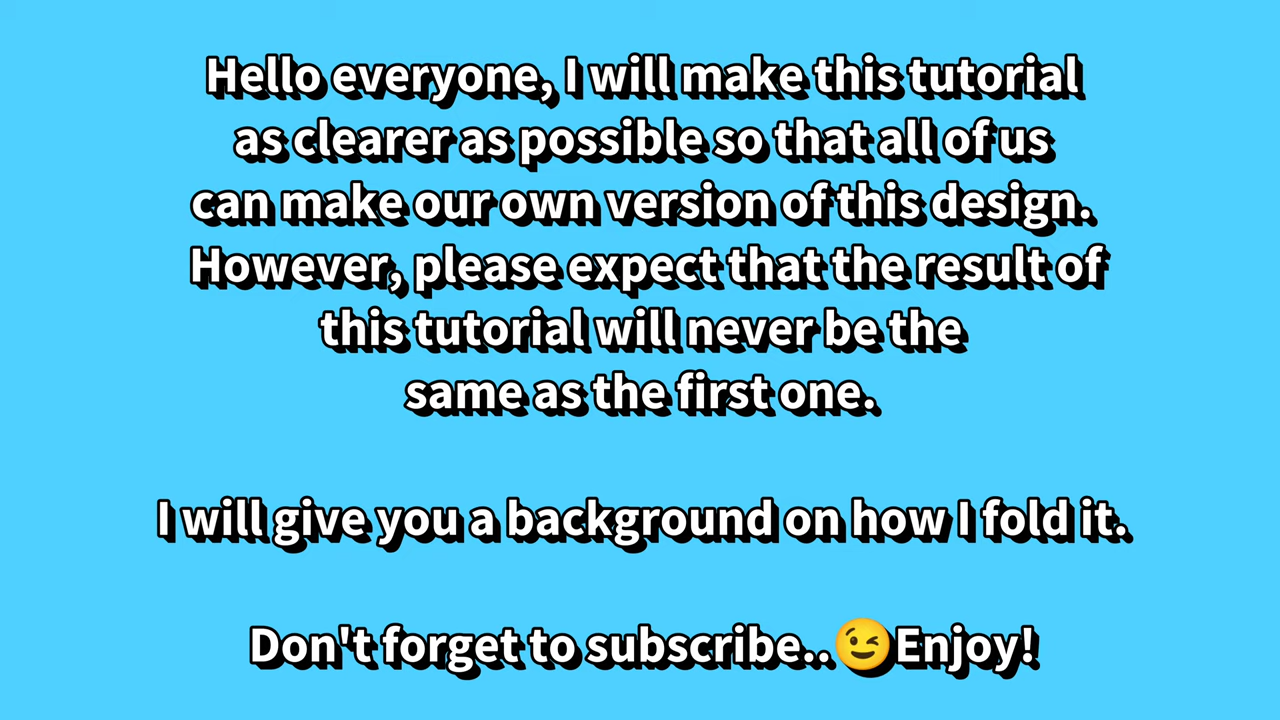 Hello everyone, I will make this tutorial
as clearer as possible so that all of us
can make our own version of this design.
However, please expect that the result of
this tutorial will never be the
same as the first one.
I will give you a background on how I fold it.
Don't forget to subscribe..😉Enjoy!